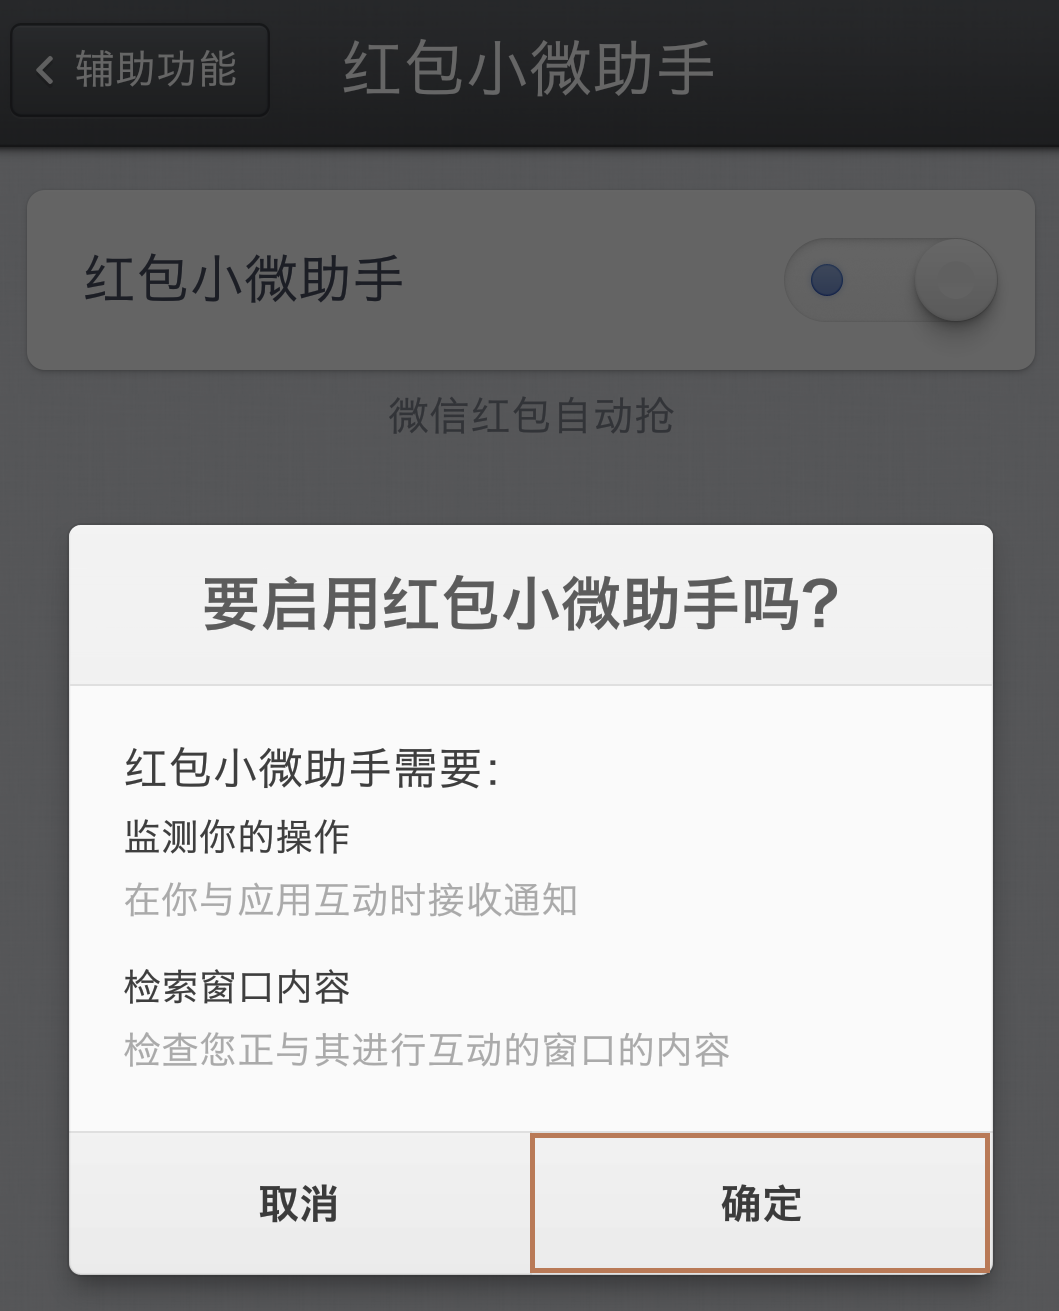 辅助功能
红包小微助手
红包小微助手
微信红包自动抢
要启用红包小微助手吗?
红包小微助手需要:
监测你的操作
在你与应用互动时接收通知
检索窗口内容
检查您正与其进行互动的窗口的内容
取消
确定